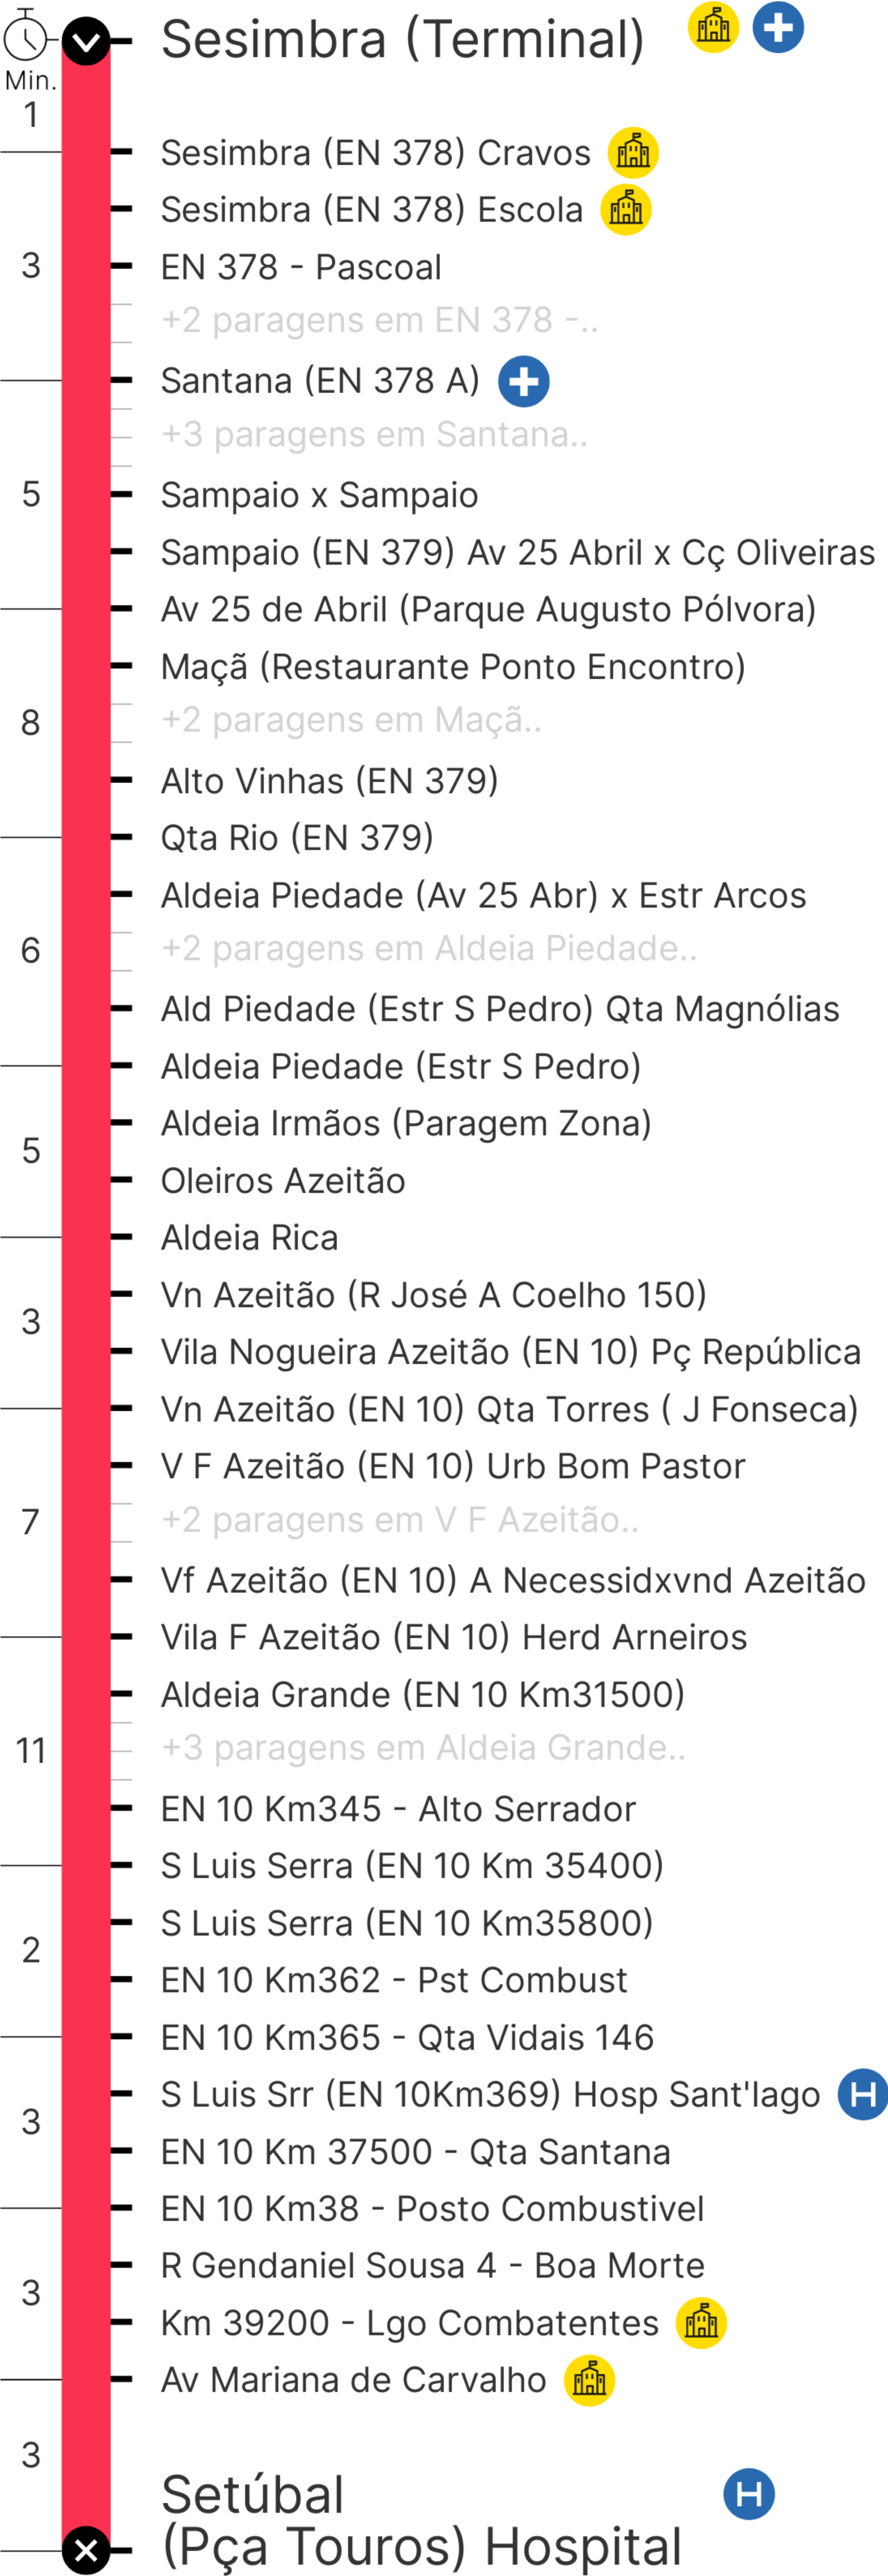 Sesimbra (Terminal)
Min.
1
Sesimbra (EN 378) Cravos
Sesimbra (EN 378) Escola
3
EN 378 - Pascoal
+2 paragens em EN 378 -..
Santana (EN 378 A)
+3 paragens em Santana..
5
Sampaio x Sampaio
Sampaio (EN 379) Av 25 Abril x Cç Oliveiras
Av 25 de Abril (Parque Augusto Pólvora)
Maçã (Restaurante Ponto Encontro)
8
+2 paragens em Maçã..
Alto Vinhas (EN 379)
Qta Rio (EN 379)
Aldeia Piedade (Av 25 Abr) x Estr Arcos
6
+2 paragens em Aldeia Piedade..
Ald Piedade (Estr S Pedro) Qta Magnólias
Aldeia Piedade (Estr S Pedro)
Aldeia Irmãos (Paragem Zona)
5
Oleiros Azeitão
Aldeia Rica
Vn Azeitão (R José A Coelho 150)
3
Vila Nogueira Azeitão (EN 10) Pç República
Vn Azeitão (EN 10) Qta Torres ( J Fonseca)
V F Azeitão (EN 10) Urb Bom Pastor
7
+2 paragens em V F Azeitão..
Vf Azeitão (EN 10) A Necessidxvnd Azeitão
Vila F Azeitão (EN 10) Herd Arneiros
Aldeia Grande (EN 10 Km31500)
11
+3 paragens em Aldeia Grande..
EN 10 Km345 - Alto Serrador
S Luis Serra (EN 10 Km 35400)
S Luis Serra (EN 10 Km35800)
2
EN 10 Km362 - Pst Combust
EN 10 Km365 - Qta Vidais 146
S Luis Srr (EN 10Km369) Hosp Sant'Iago H
3
EN 10 Km 37500 - Qta Santana
EN 10 Km38 - Posto Combustivel
R Gendaniel Sousa 4 - Boa Morte
3
Km 39200 - Lgo Combatentes
Av Mariana de Carvalho
3
Setúbal H
(Pça Touros) Hospital